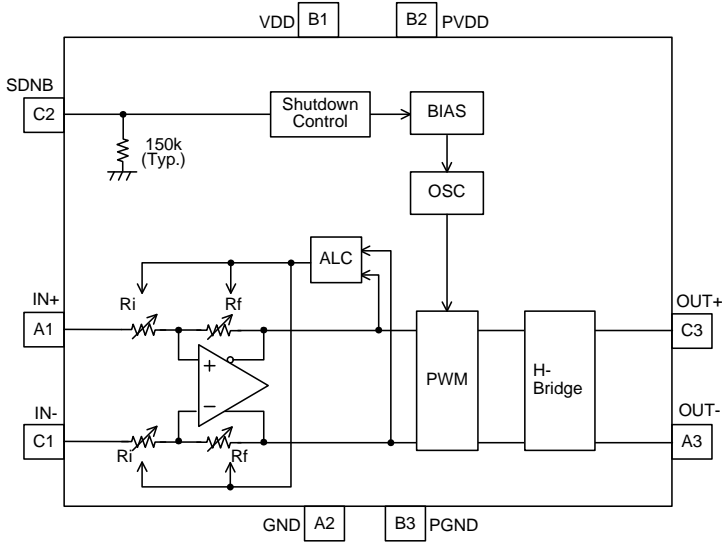 VDD B1 B2 PVDD
SDNB
C2
Shutdown
Control
BIAS
150k
(Typ.)
OSC
ALC
IN+
Ri
Rf
OUT+
A1
C3
+
PWM
H-
Bridge
−
IN-
OUT-
C1
A3
Ri
Rf
GND A2 B3 PGND